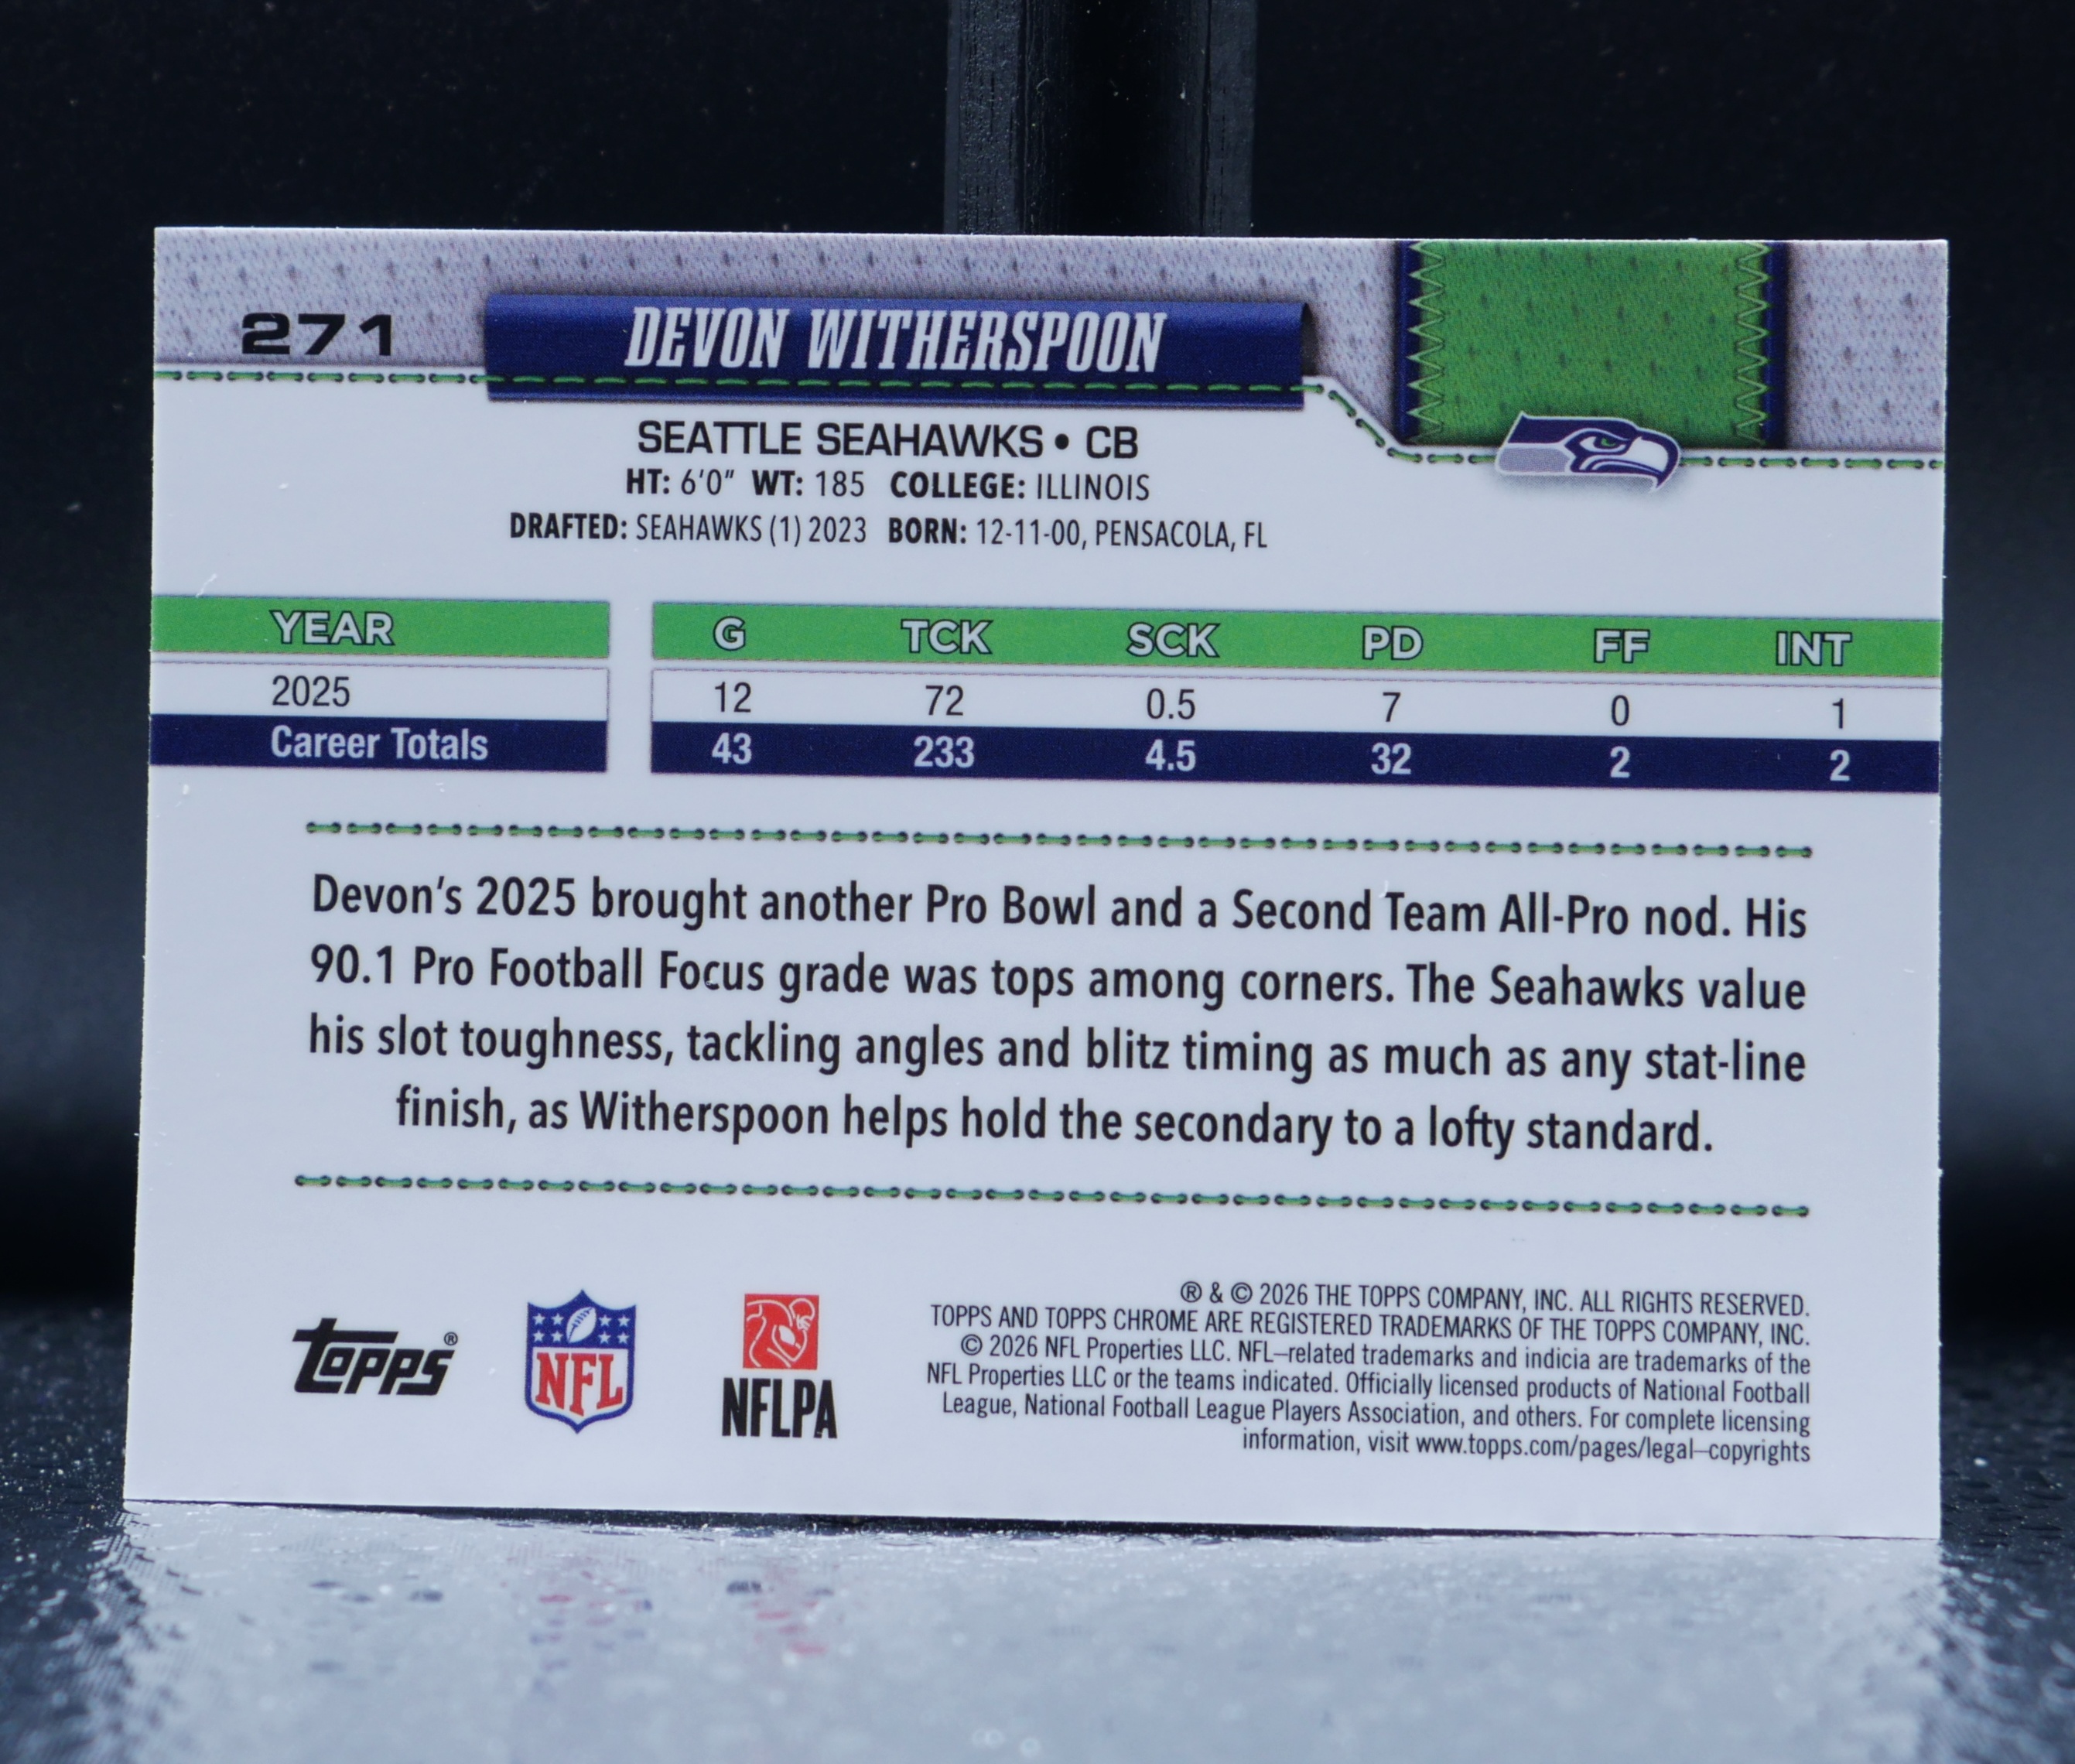 271
DEVON WITHERSPOON
SEATTLE SEAHAWKS • CB
HT: 6'0" WT: 185 COLLEGE: ILLINOIS
DRAFTED: SEAHAWKS (1) 2023 BORN: 12-11-00, PENSACOLA, FL
YEAR G TCK SCK PD FF INT
2025 12 72 0.5 7 0 1
Career Totals 43 233 4.5 32 2 2
Devon's 2025 brought another Pro Bowl and a Second Team All-Pro nod. His
90.1 Pro Football Focus grade was tops among corners. The Seahawks value
his slot toughness, tackling angles and blitz timing as much as any stat-line
finish, as Witherspoon helps hold the secondary to a lofty standard.
topps®
NFL
NFLPA
® & © 2026 THE TOPPS COMPANY, INC. ALL RIGHTS RESERVED.
TOPPS AND TOPPS CHROME ARE REGISTERED TRADEMARKS OF THE TOPPS COMPANY, INC.
© 2026 NFL Properties LLC. NFL–related trademarks and indicia are trademarks of the
NFL Properties LLC or the teams indicated. Officially licensed products of National Football
League, National Football League Players Association, and others. For complete licensing
information, visit www.topps.com/pages/legal–copyrights